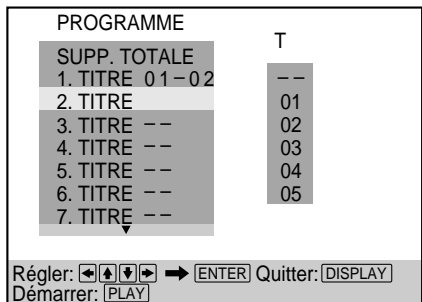 PROGRAMME
T
SUPP. TOTALE
1. TITRE 01-02 --
2. TITRE 01
3. TITRE -- 02
4. TITRE -- 03
5. TITRE -- 04
6. TITRE -- 05
7. TITRE --
Régler: ←↑↓→ ➡ ENTER Quitter: DISPLAY
Démarrer: PLAY